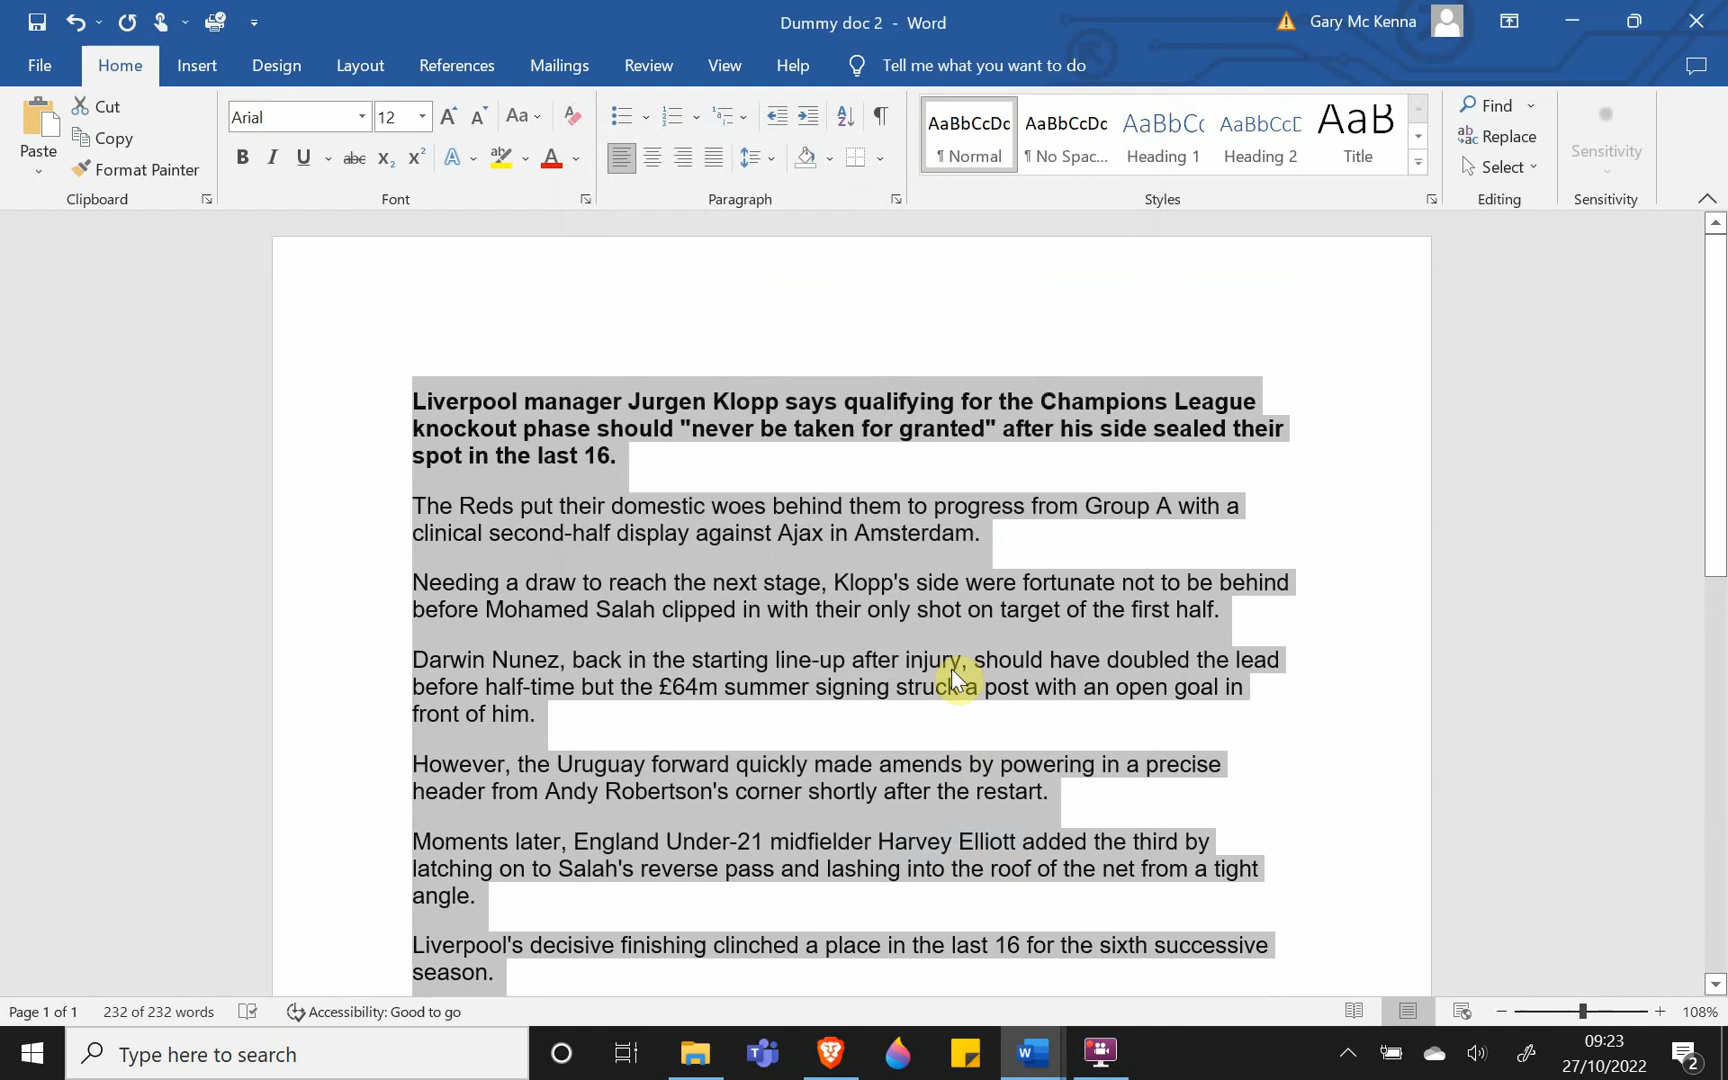 Dummy doc 2 - Word
Gary Mc Kenna
File Home Insert Design Layout References Mailings Review View Help Tell me what you want to do
Paste
Cut
Copy
Format Painter
Clipboard
Arial 12
Aa
B I U abc X₂ X² A A
Font
Paragraph
AaBbCcDc AaBbCcDc AaBbCc AaBbCcE AaB
¶ Normal ¶ No Spac... Heading 1 Heading 2 Title
Styles
Find
Replace
Select
Editing
Sensitivity
Sensitivity
Liverpool manager Jurgen Klopp says qualifying for the Champions League
knockout phase should "never be taken for granted" after his side sealed their
spot in the last 16.
The Reds put their domestic woes behind them to progress from Group A with a
clinical second-half display against Ajax in Amsterdam.
Needing a draw to reach the next stage, Klopp's side were fortunate not to be behind
before Mohamed Salah clipped in with their only shot on target of the first half.
Darwin Nunez, back in the starting line-up after injury, should have doubled the lead
before half-time but the £64m summer signing struck a post with an open goal in
front of him.
However, the Uruguay forward quickly made amends by powering in a precise
header from Andy Robertson's corner shortly after the restart.
Moments later, England Under-21 midfielder Harvey Elliott added the third by
latching on to Salah's reverse pass and lashing into the roof of the net from a tight
angle.
Liverpool's decisive finishing clinched a place in the last 16 for the sixth successive
season.
Page 1 of 1 232 of 232 words Accessibility: Good to go 108%
Type here to search
09:23
27/10/2022
2